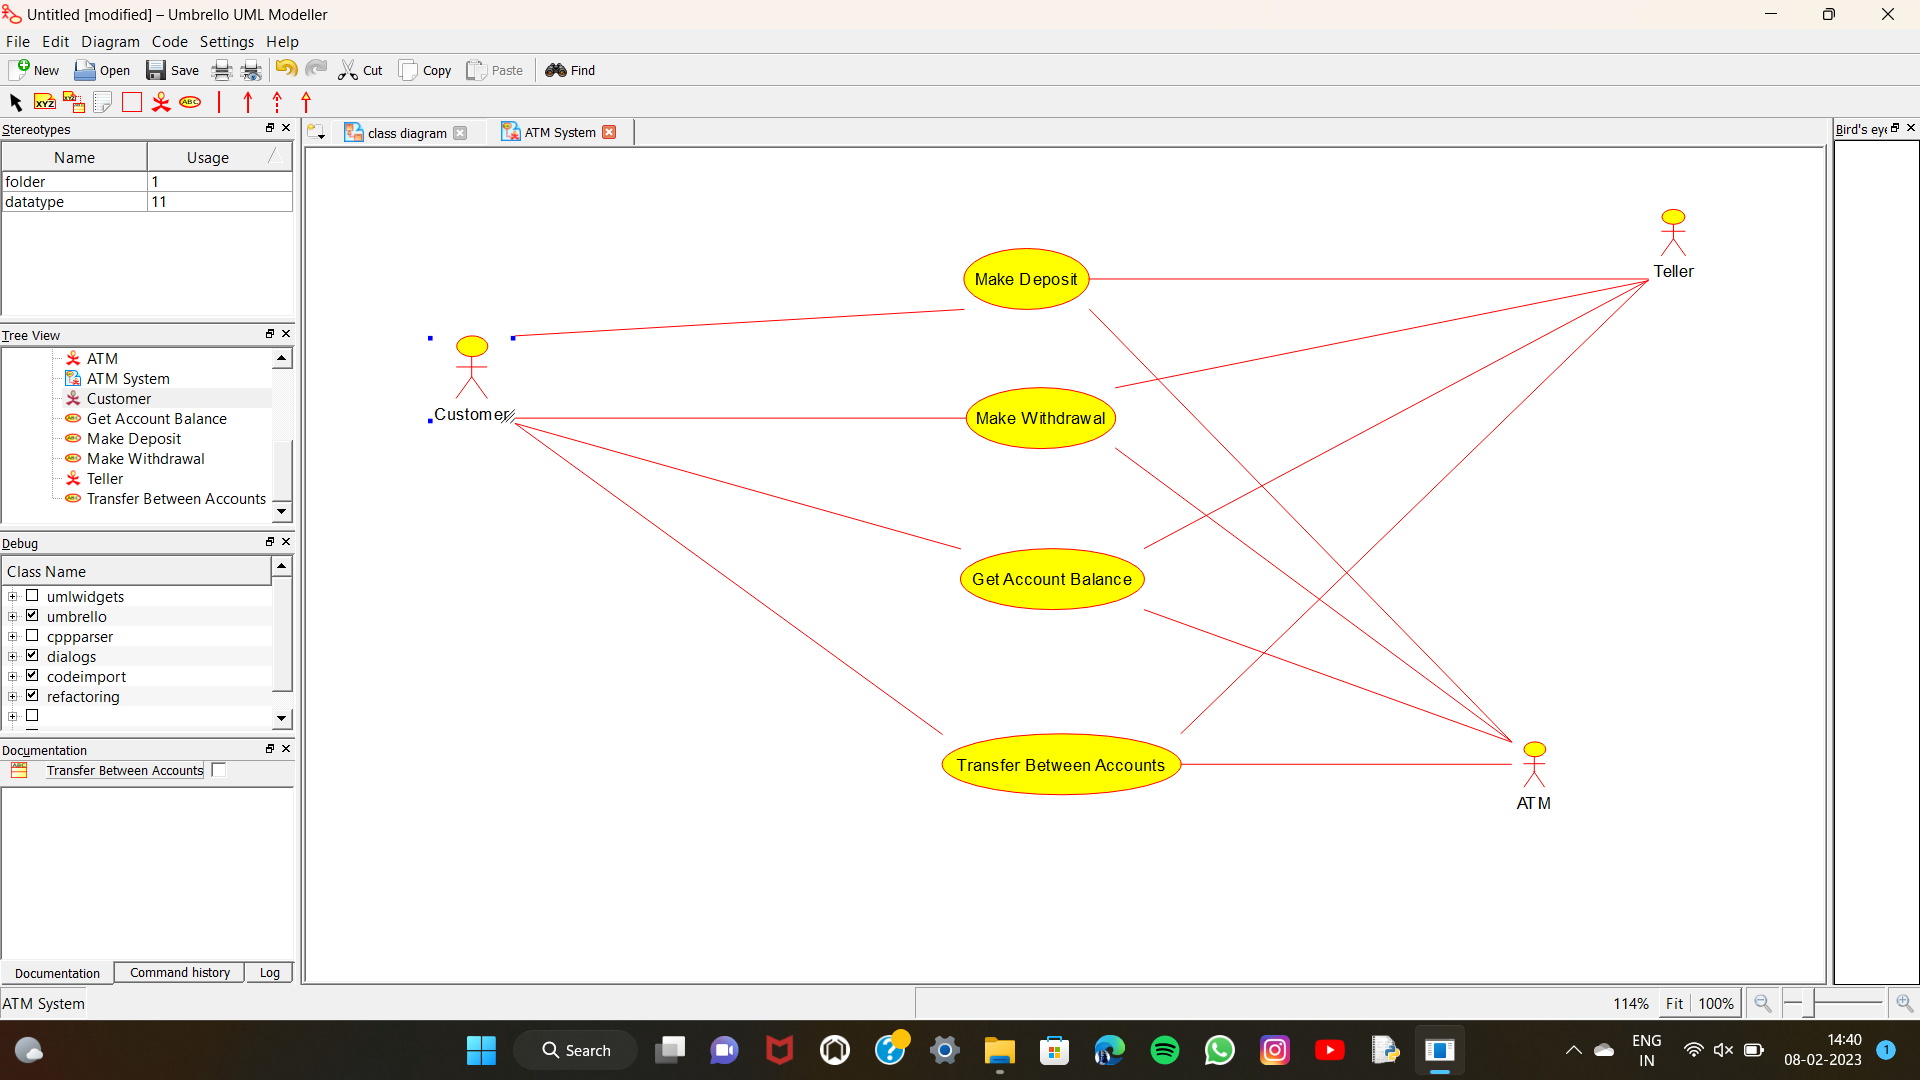 Untitled [modified] – Umbrello UML Modeller
File Edit Diagram Code Settings Help
New Open Save Cut Copy Paste Find
XYZ XYZ ABC
Stereotypes
Name Usage
folder 1
datatype 11
Tree View
ATM
ATM System
Customer
Get Account Balance
Make Deposit
Make Withdrawal
Teller
Transfer Between Accounts
Debug
Class Name
umlwidgets
umbrello
cppparser
dialogs
codeimport
refactoring
Documentation
Transfer Between Accounts
Documentation Command history Log
class diagram ATM System
Bird's eye
Teller
Make Deposit
Customer
Make Withdrawal
Get Account Balance
Transfer Between Accounts
ATM
ATM System
114% Fit 100%
Search
ENG
IN
14:40
08-02-2023
1